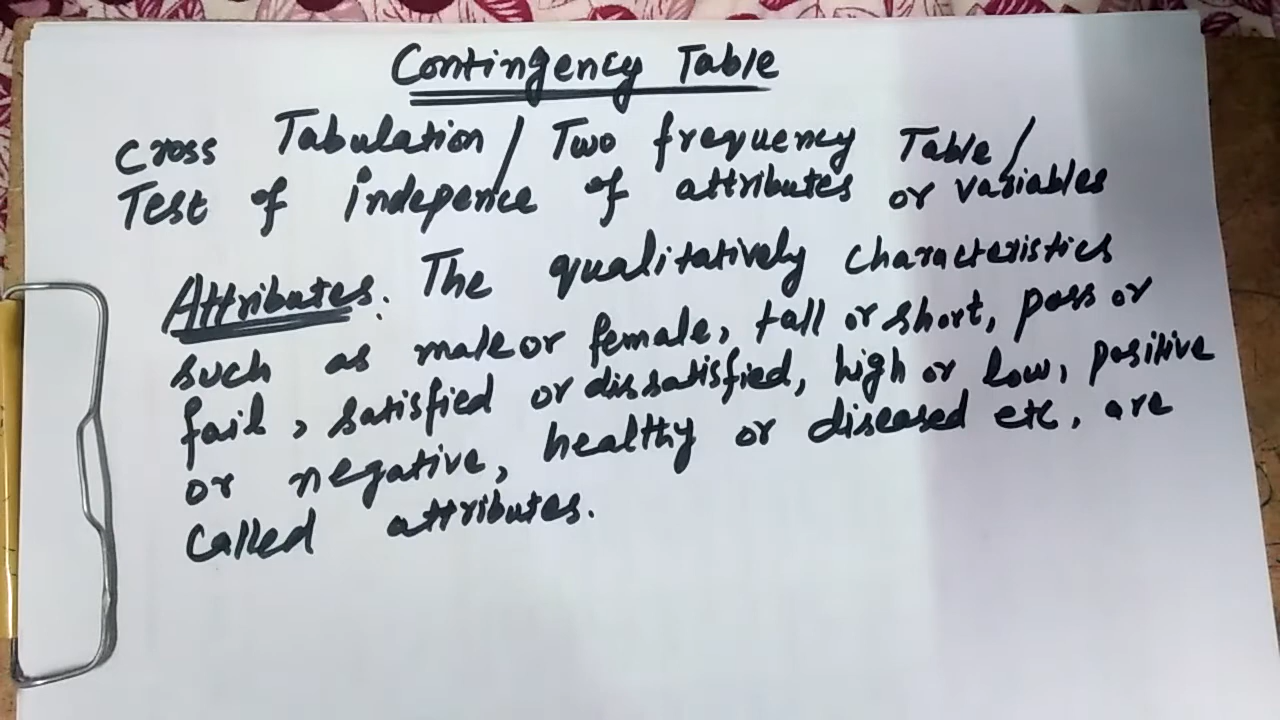 Contingency Table
Cross Tabulation / Two frequency Table /
Test of indepence of attributes or variables
Attributes: The qualitatively characteristics
such as male or female, tall or short, pass or
fail, satisfied or dissatisfied, high or low, positive
or negative, healthy or diseased etc, are
called attributes.